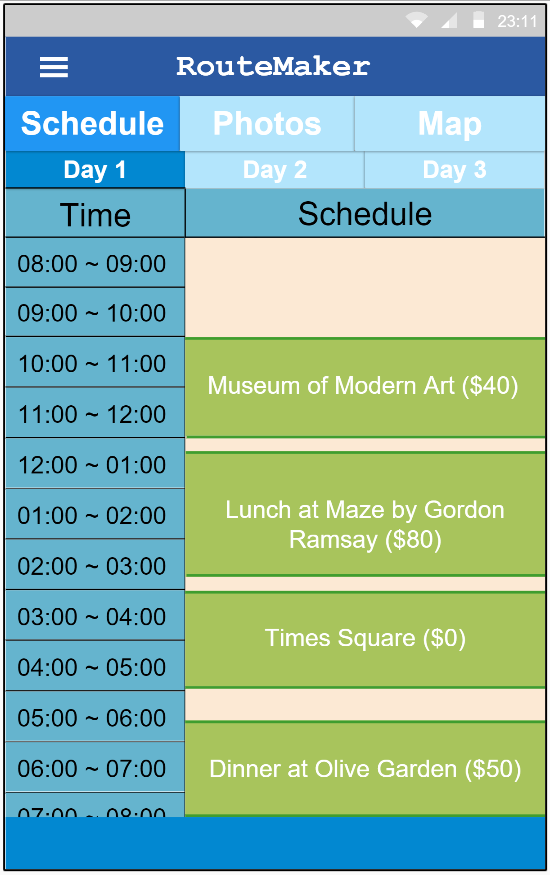 23:11
RouteMaker
Schedule Photos Map
Day 1 Day 2 Day 3
Time Schedule
08:00 ~ 09:00
09:00 ~ 10:00
10:00 ~ 11:00
Museum of Modern Art ($40)
11:00 ~ 12:00
12:00 ~ 01:00
01:00 ~ 02:00
Lunch at Maze by Gordon
Ramsay ($80)
02:00 ~ 03:00
03:00 ~ 04:00
Times Square ($0)
04:00 ~ 05:00
05:00 ~ 06:00
06:00 ~ 07:00
Dinner at Olive Garden ($50)
07:00 ~ 08:00